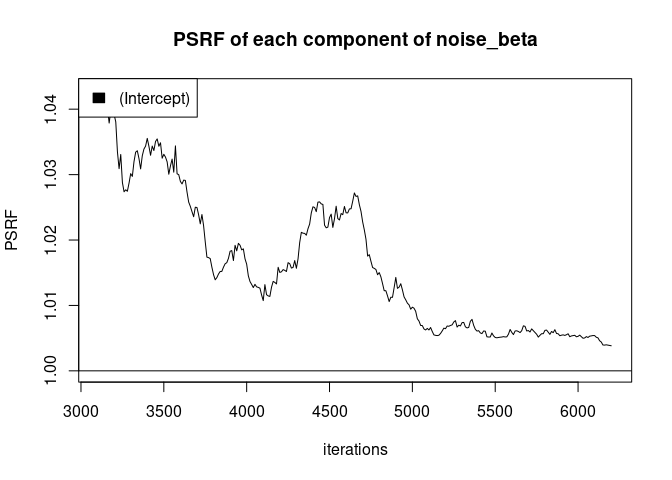 PSRF of each component of noise_beta
(Intercept)
PSRF
1.04
1.03
1.02
1.01
1.00
3000 3500 4000 4500 5000 5500 6000
iterations